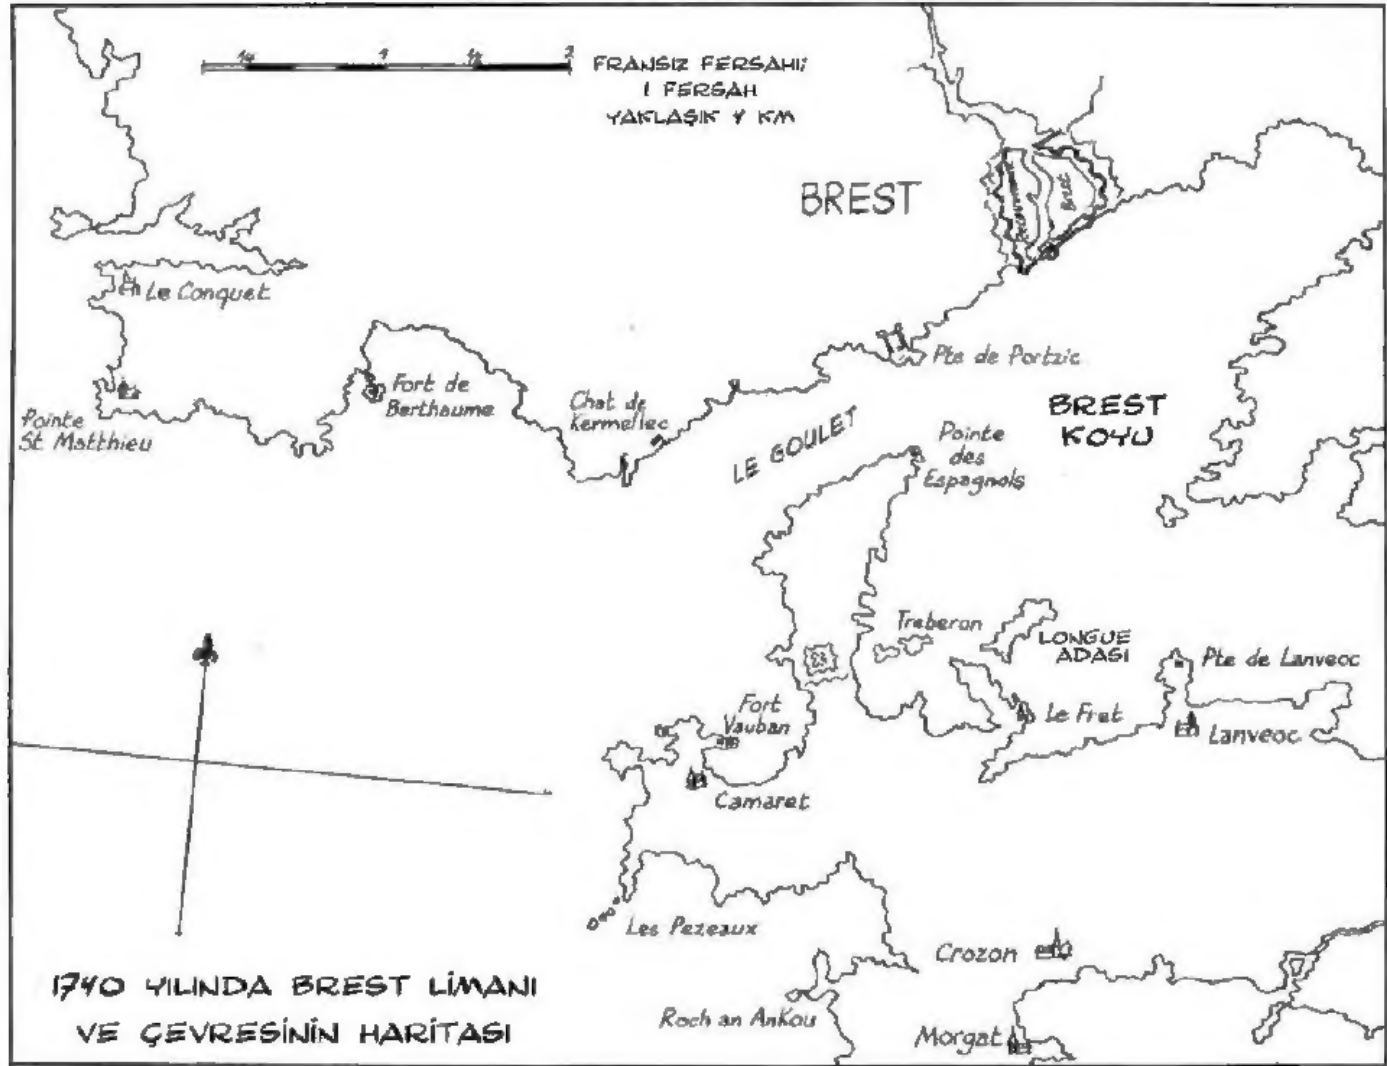 1 2
FRANSIZ FERSAHI;
1 FERSAH
YAKLAŞIK 4 KM
BREST
Brest
Le Conquet
Pte de Portzic
Fort de
Berthaume
Chat de
Kermellec
Pointe
St Matthieu
BREST
KOYU
LE GOULET
Pointe
des
Espagnols
Treberon
LONGUE
ADASI
Pte de Lanveoc
Fort
Vauban
Le Fret
Lanveoc
Camaret
Les Pezeaux
Crozon
Roch an Ankou
Morgat
1740 YILINDA BREST LİMANI
VE ÇEVRESİNİN HARİTASI